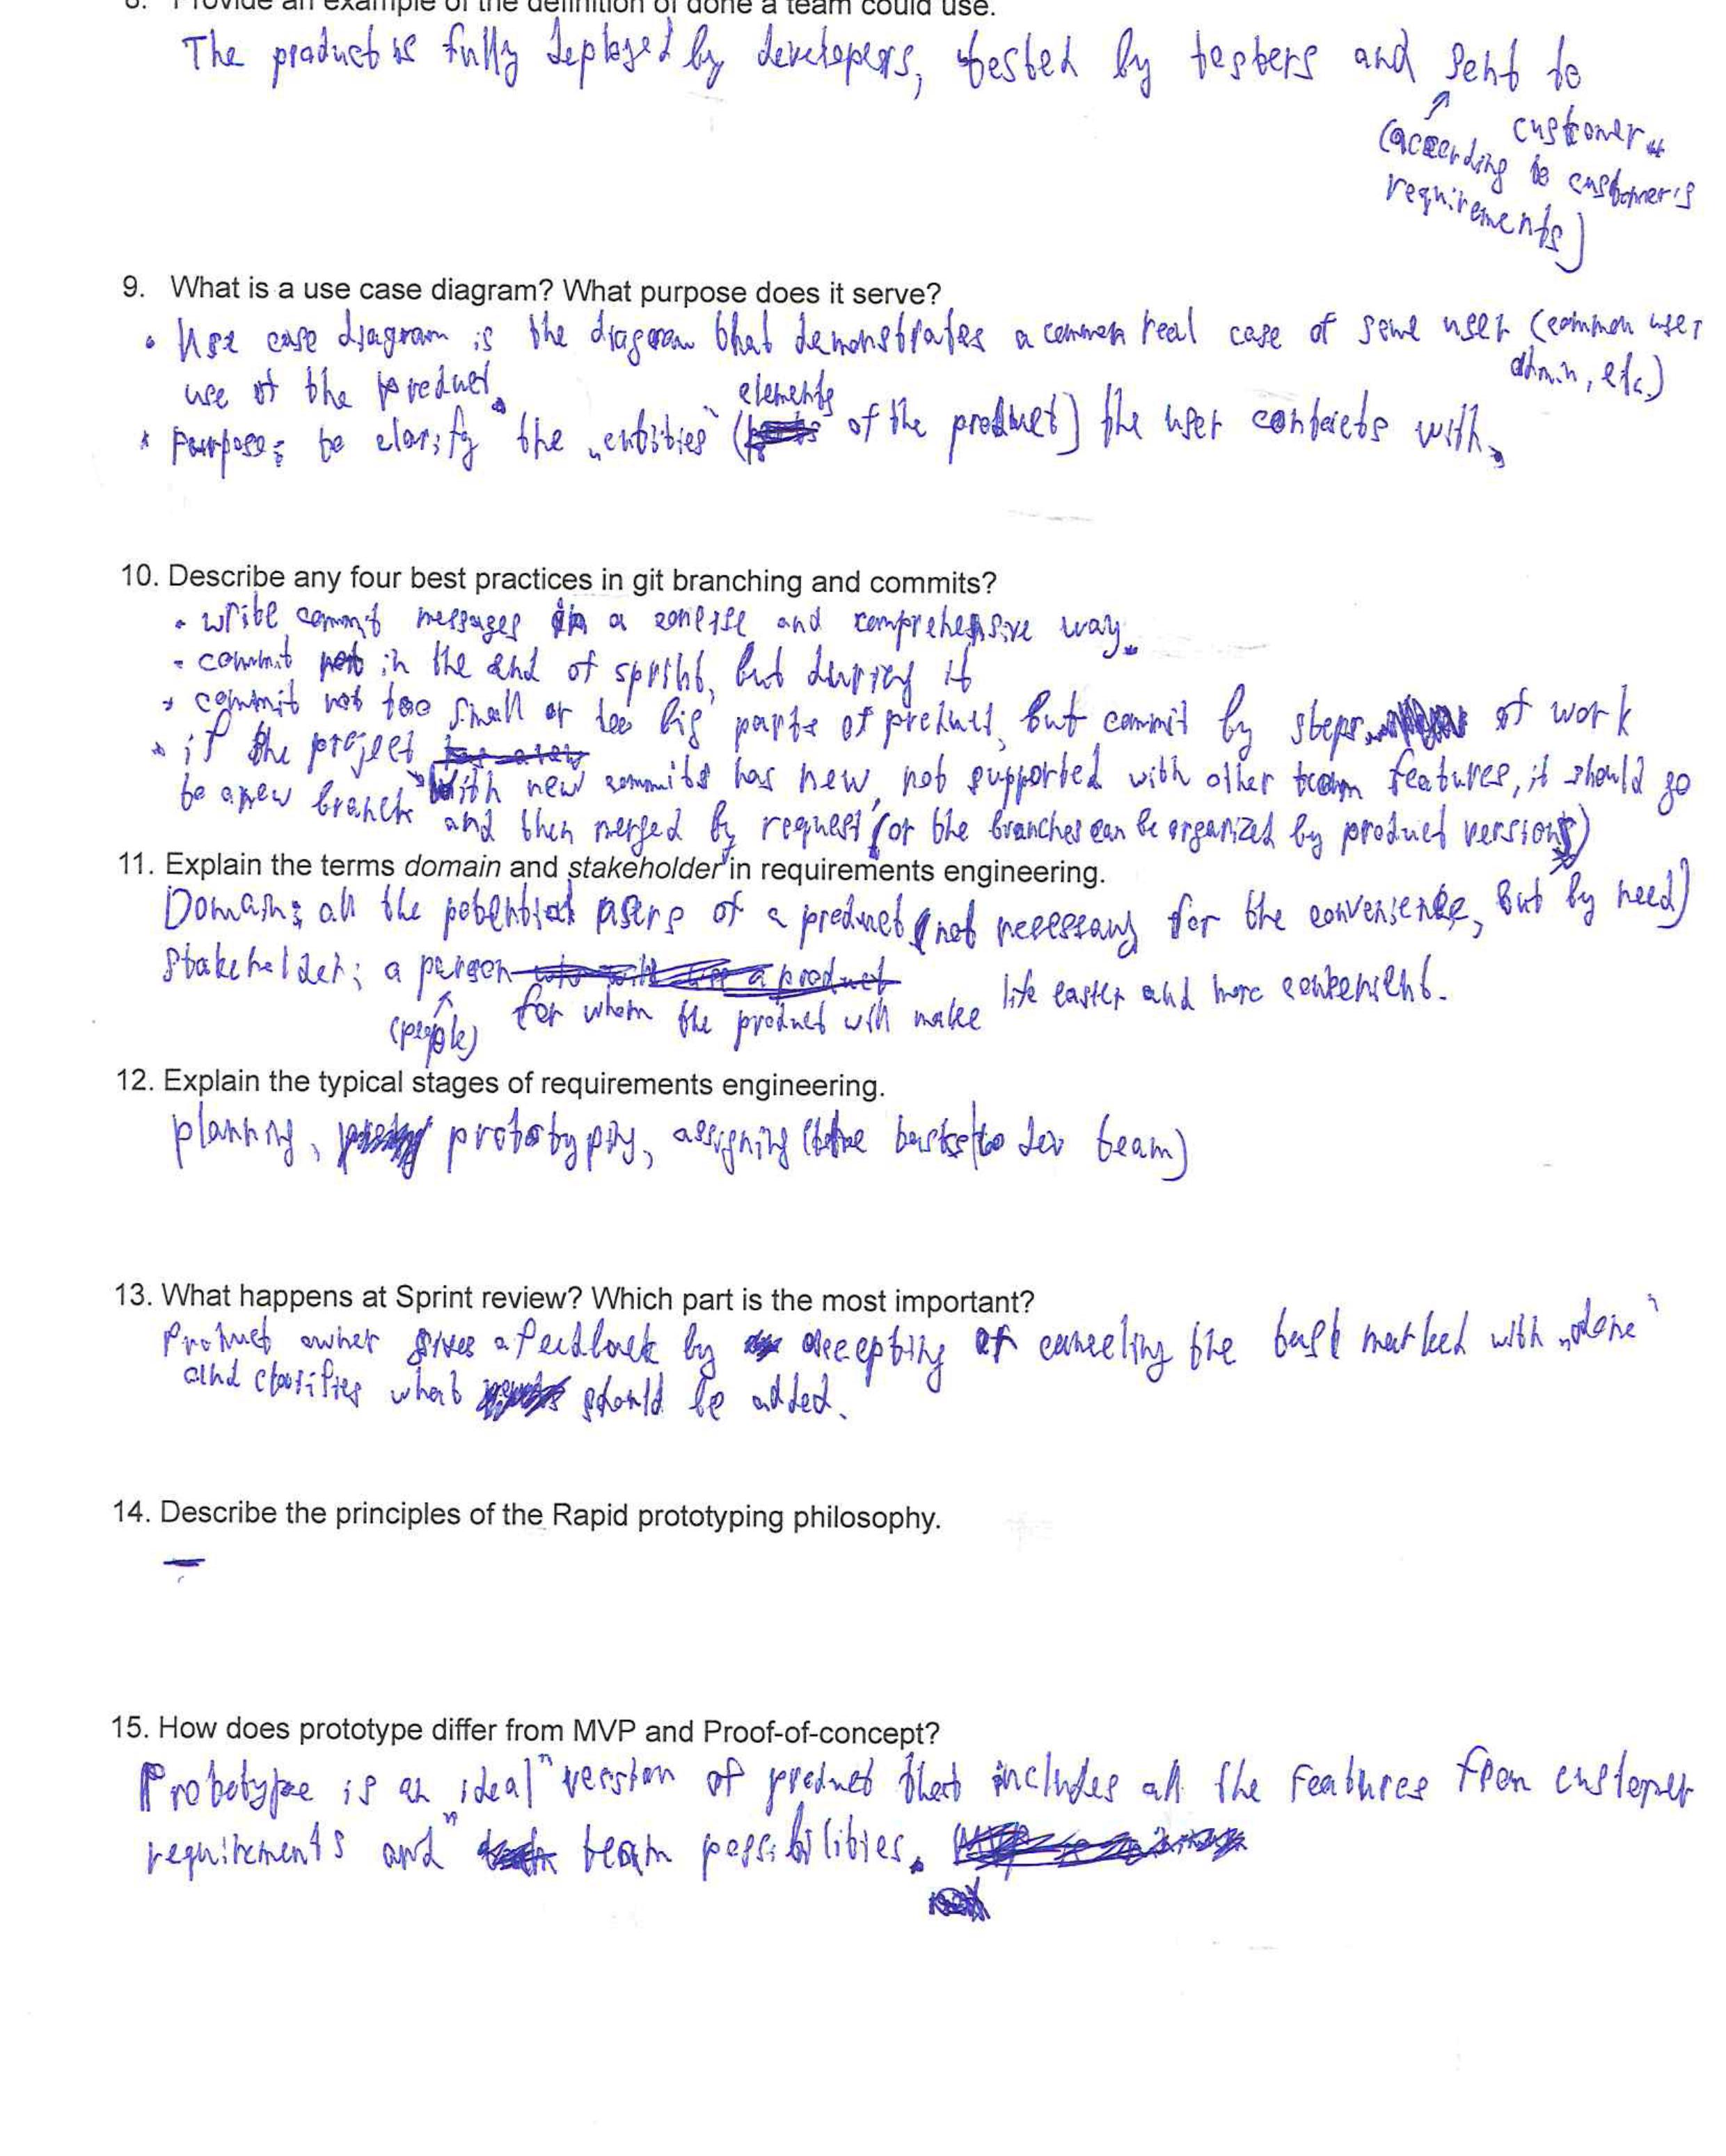 8. Provide an example of the definition of done a team could use.
The product is fully deployed by developers, tested by testers and sent to
customer.
(according to customer's
requirements)
9. What is a use case diagram? What purpose does it serve?
• Use case diagram is the diagram that demonstrates a common real case of some user (common user
admin, etc.)
use of the product.
elements
• Purpose: to clarify the „entities" ( of the product) the user contacts with.
10. Describe any four best practices in git branching and commits?
• write commit messages in a concise and comprehensive way.
- commit not in the end of sprint, but during it
• commit not too small or too big parts of product, but commit by steps of work
• if the project
with new commits has new, not supported with other team features, it should go
to a new branch and then merged by request (or the branches can be organized by product versions)
11. Explain the terms domain and stakeholder in requirements engineering.
Domain: all the potential users of a product (not necessary for the convenience, but by need)
Stakeholder: a person
(people) for whom the product will make life easier and more convenient.
12. Explain the typical stages of requirements engineering.
planning, prototyping, assigning (the tasks to dev team)
13. What happens at Sprint review? Which part is the most important?
Product owner gives a feedback by accepting or canceling the task marked with „done"
and clarifies what should be added.
14. Describe the principles of the Rapid prototyping philosophy.
—
15. How does prototype differ from MVP and Proof-of-concept?
Prototype is an „ideal" version of product that includes all the features from customer
requirements and team possibilities.